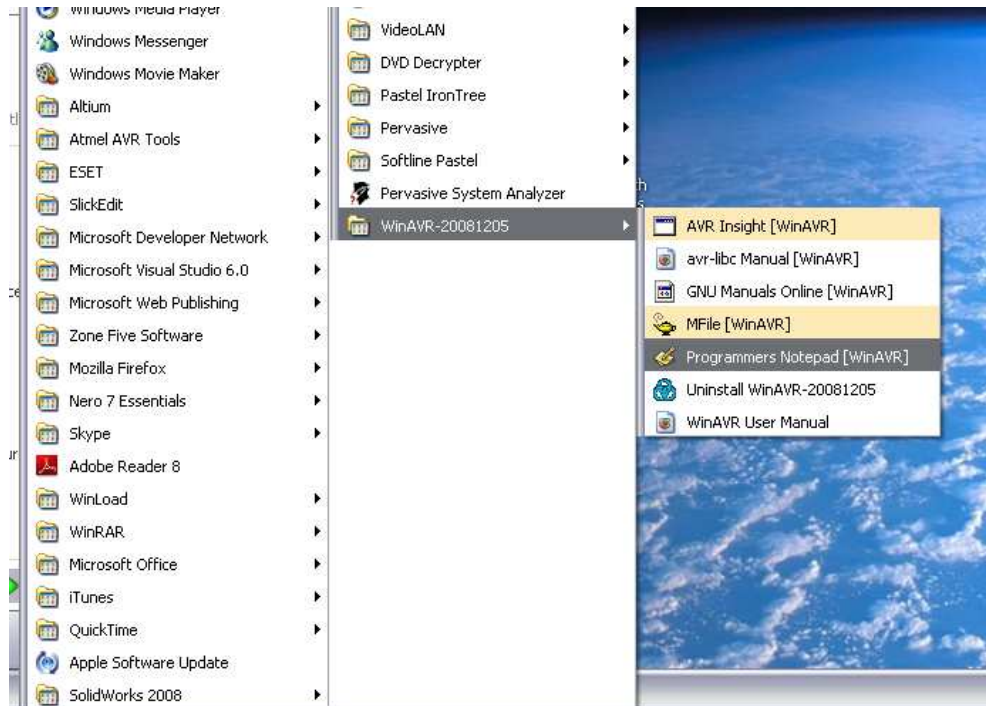 Windows Media Player
Windows Messenger
Windows Movie Maker
Altium
Atmel AVR Tools
ESET
SlickEdit
Microsoft Developer Network
Microsoft Visual Studio 6.0
Microsoft Web Publishing
Zone Five Software
Mozilla Firefox
Nero 7 Essentials
Skype
Adobe Reader 8
WinLoad
WinRAR
Microsoft Office
iTunes
QuickTime
Apple Software Update
SolidWorks 2008
VideoLAN
DVD Decrypter
Pastel IronTree
Pervasive
Softline Pastel
Pervasive System Analyzer
WinAVR-20081205
AVR Insight [WinAVR]
avr-libc Manual [WinAVR]
GNU Manuals Online [WinAVR]
MFile [WinAVR]
Programmers Notepad [WinAVR]
Uninstall WinAVR-20081205
WinAVR User Manual